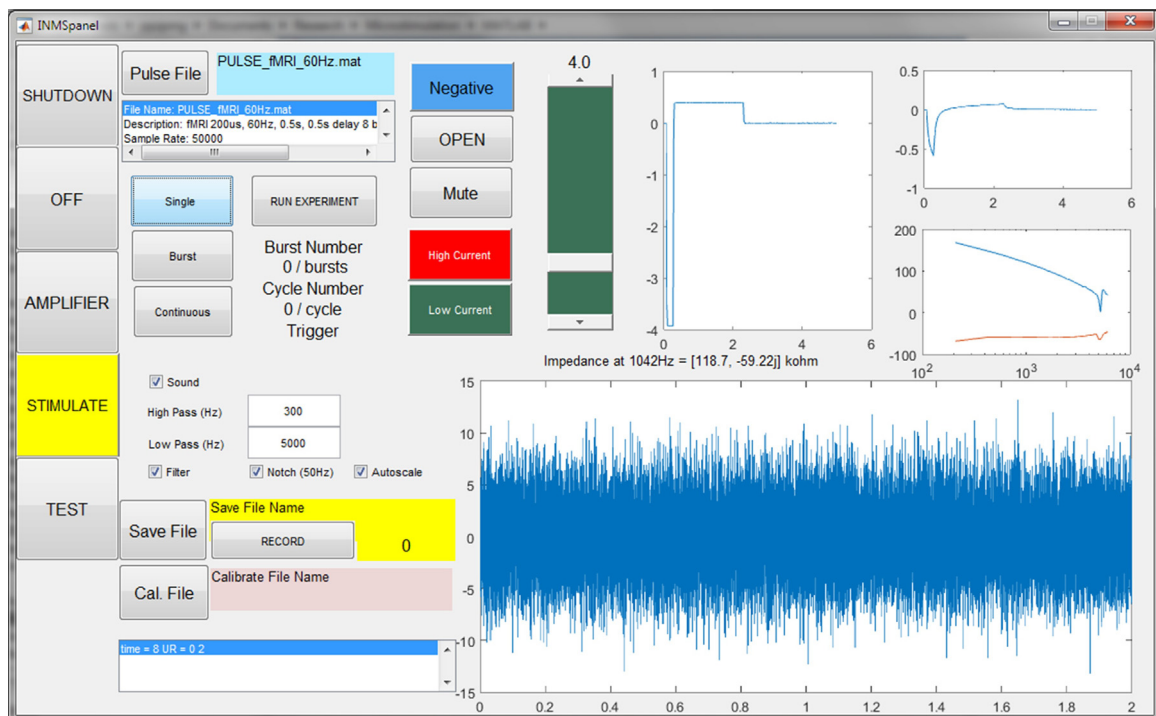 INMSpanel
SHUTDOWN
OFF
AMPLIFIER
STIMULATE
TEST
Pulse File
PULSE_fMRI_60Hz.mat
File Name: PULSE_fMRI_60Hz.mat
Description: fMRI 200us, 60Hz, 0.5s, 0.5s delay 8 b
Sample Rate: 50000
Single
RUN EXPERIMENT
Burst
Continuous
Burst Number
0 / bursts
Cycle Number
0 / cycle
Trigger
Negative
OPEN
Mute
High Current
Low Current
4.0
1
0
-1
-2
-3
-4
0 2 4 6
0.5
0
-0.5
-1
0 2 4 6
200
100
0
-100
10² 10³ 10⁴
Impedance at 1042Hz = [118.7, -59.22j] kohm
Sound
High Pass (Hz) 300
Low Pass (Hz) 5000
Filter Notch (50Hz) Autoscale
Save File
Save File Name
RECORD
0
Cal. File
Calibrate File Name
time = 8 UR = 0 2
15
10
5
0
-5
-10
-15
0 0.2 0.4 0.6 0.8 1 1.2 1.4 1.6 1.8 2